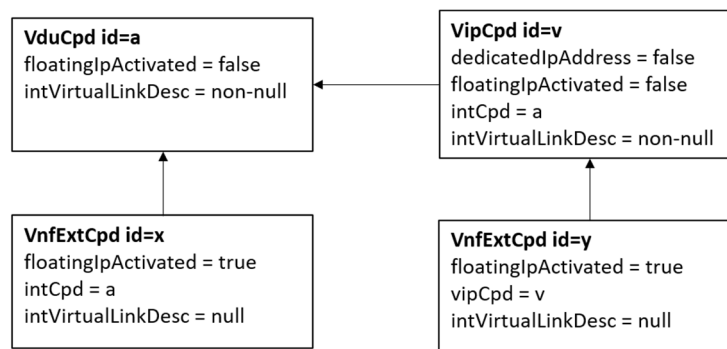 VduCpd id=a
floatingIpActivated = false
intVirtualLinkDesc = non-null
VipCpd id=v
dedicatedIpAddress = false
floatingIpActivated = false
intCpd = a
intVirtualLinkDesc = non-null
VnfExtCpd id=x
floatingIpActivated = true
intCpd = a
intVirtualLinkDesc = null
VnfExtCpd id=y
floatingIpActivated = true
vipCpd = v
intVirtualLinkDesc = null